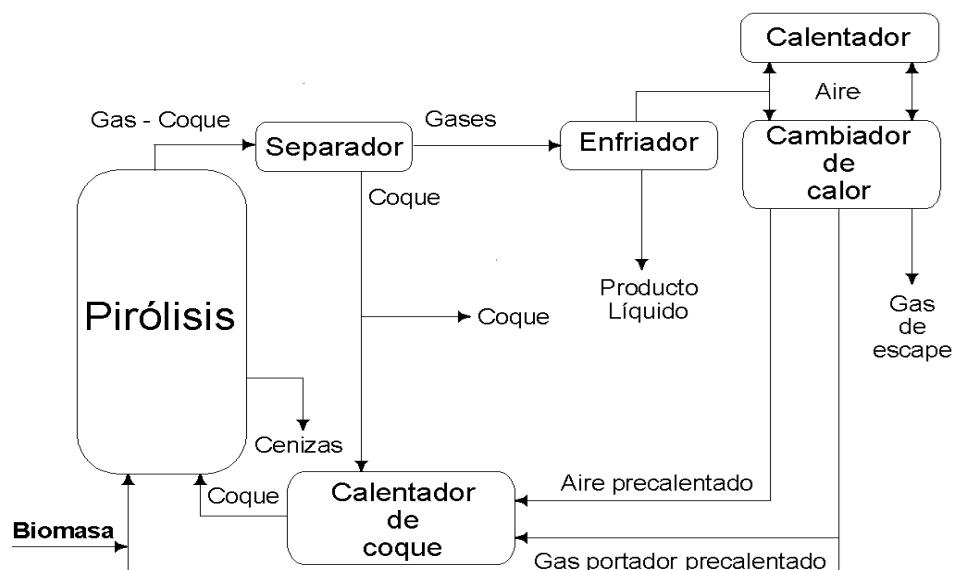 Calentador
Aire
Gas - Coque
Gases
Separador
Enfriador
Cambiador
de
calor
Coque
Pirólisis
Producto
Líquido
Coque
Gas
de
escape
Cenizas
Calentador
de
coque
Coque
Aire precalentado
Biomasa
Gas portador precalentado